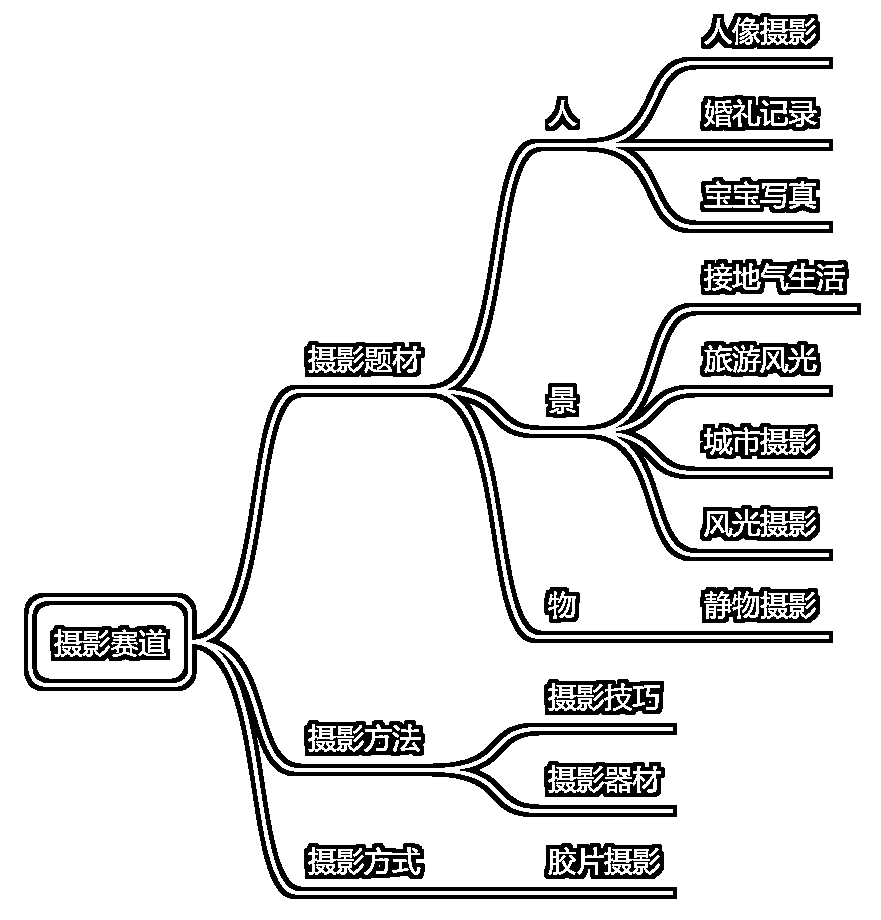 人像摄影
人
婚礼记录
宝宝写真
接地气生活
摄影题材
旅游风光
景
城市摄影
风光摄影
物
静物摄影
摄影赛道
摄影技巧
摄影方法
摄影器材
摄影方式
胶片摄影